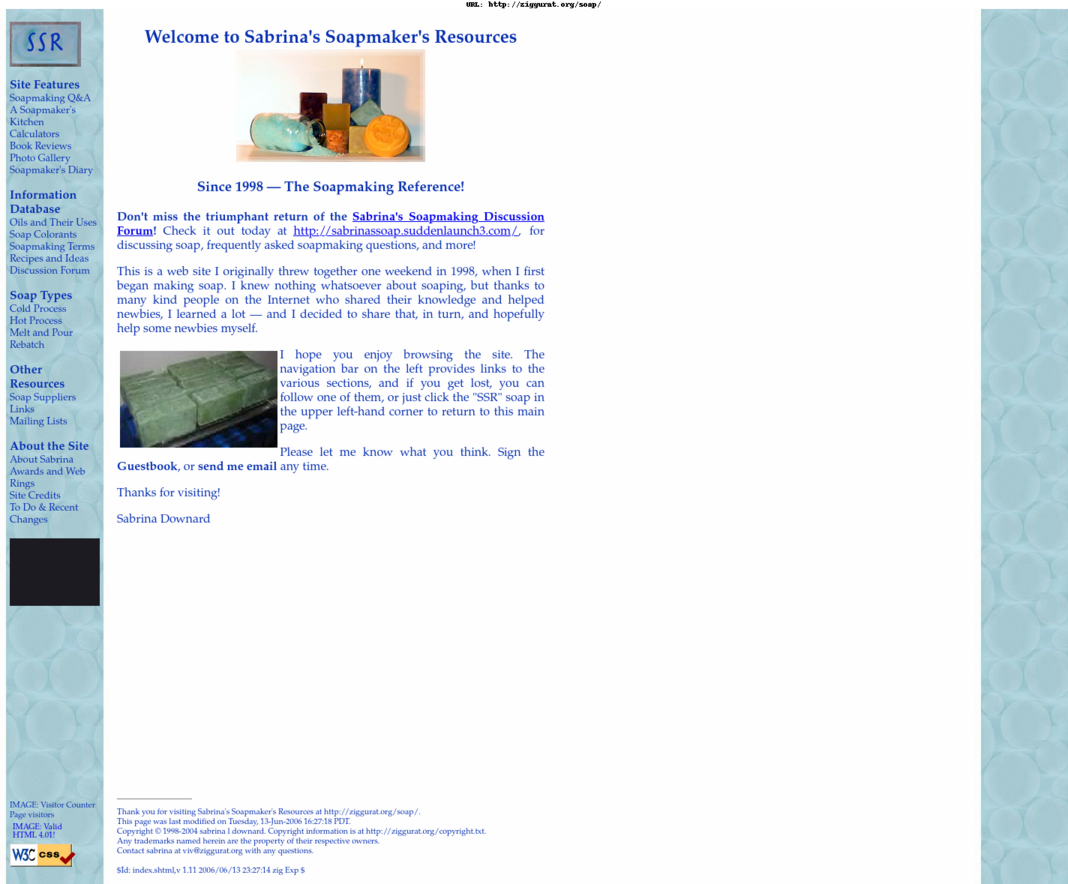 URL: http://ziggurat.org/soap/
SSR
Site Features
Soapmaking Q&A
A Soapmaker's
Kitchen
Calculators
Book Reviews
Photo Gallery
Soapmaker's Diary
Information
Database
Oils and Their Uses
Soap Colorants
Soapmaking Terms
Recipes and Ideas
Discussion Forum
Soap Types
Cold Process
Hot Process
Melt and Pour
Rebatch
Other
Resources
Soap Suppliers
Links
Mailing Lists
About the Site
About Sabrina
Awards and Web
Rings
Site Credits
To Do & Recent
Changes
IMAGE: Visitor Counter
Page visitors
IMAGE: Valid
HTML 4.01!
W3C css
Welcome to Sabrina's Soapmaker's Resources
Since 1998 — The Soapmaking Reference!
Don't miss the triumphant return of the Sabrina's Soapmaking Discussion
Forum! Check it out today at http://sabrinassoap.suddenlaunch3.com/, for
discussing soap, frequently asked soapmaking questions, and more!
This is a web site I originally threw together one weekend in 1998, when I first
began making soap. I knew nothing whatsoever about soaping, but thanks to
many kind people on the Internet who shared their knowledge and helped
newbies, I learned a lot — and I decided to share that, in turn, and hopefully
help some newbies myself.
I hope you enjoy browsing the site. The
navigation bar on the left provides links to the
various sections, and if you get lost, you can
follow one of them, or just click the "SSR" soap in
the upper left-hand corner to return to this main
page.
Please let me know what you think. Sign the
Guestbook, or send me email any time.
Thanks for visiting!
Sabrina Downard
Thank you for visiting Sabrina's Soapmaker's Resources at http://ziggurat.org/soap/.
This page was last modified on Tuesday, 13-Jun-2006 16:27:18 PDT.
Copyright © 1998-2004 sabrina l downard. Copyright information is at http://ziggurat.org/copyright.txt.
Any trademarks named herein are the property of their respective owners.
Contact sabrina at viv@ziggurat.org with any questions.
$Id: index.shtml,v 1.11 2006/06/13 23:27:14 zig Exp $